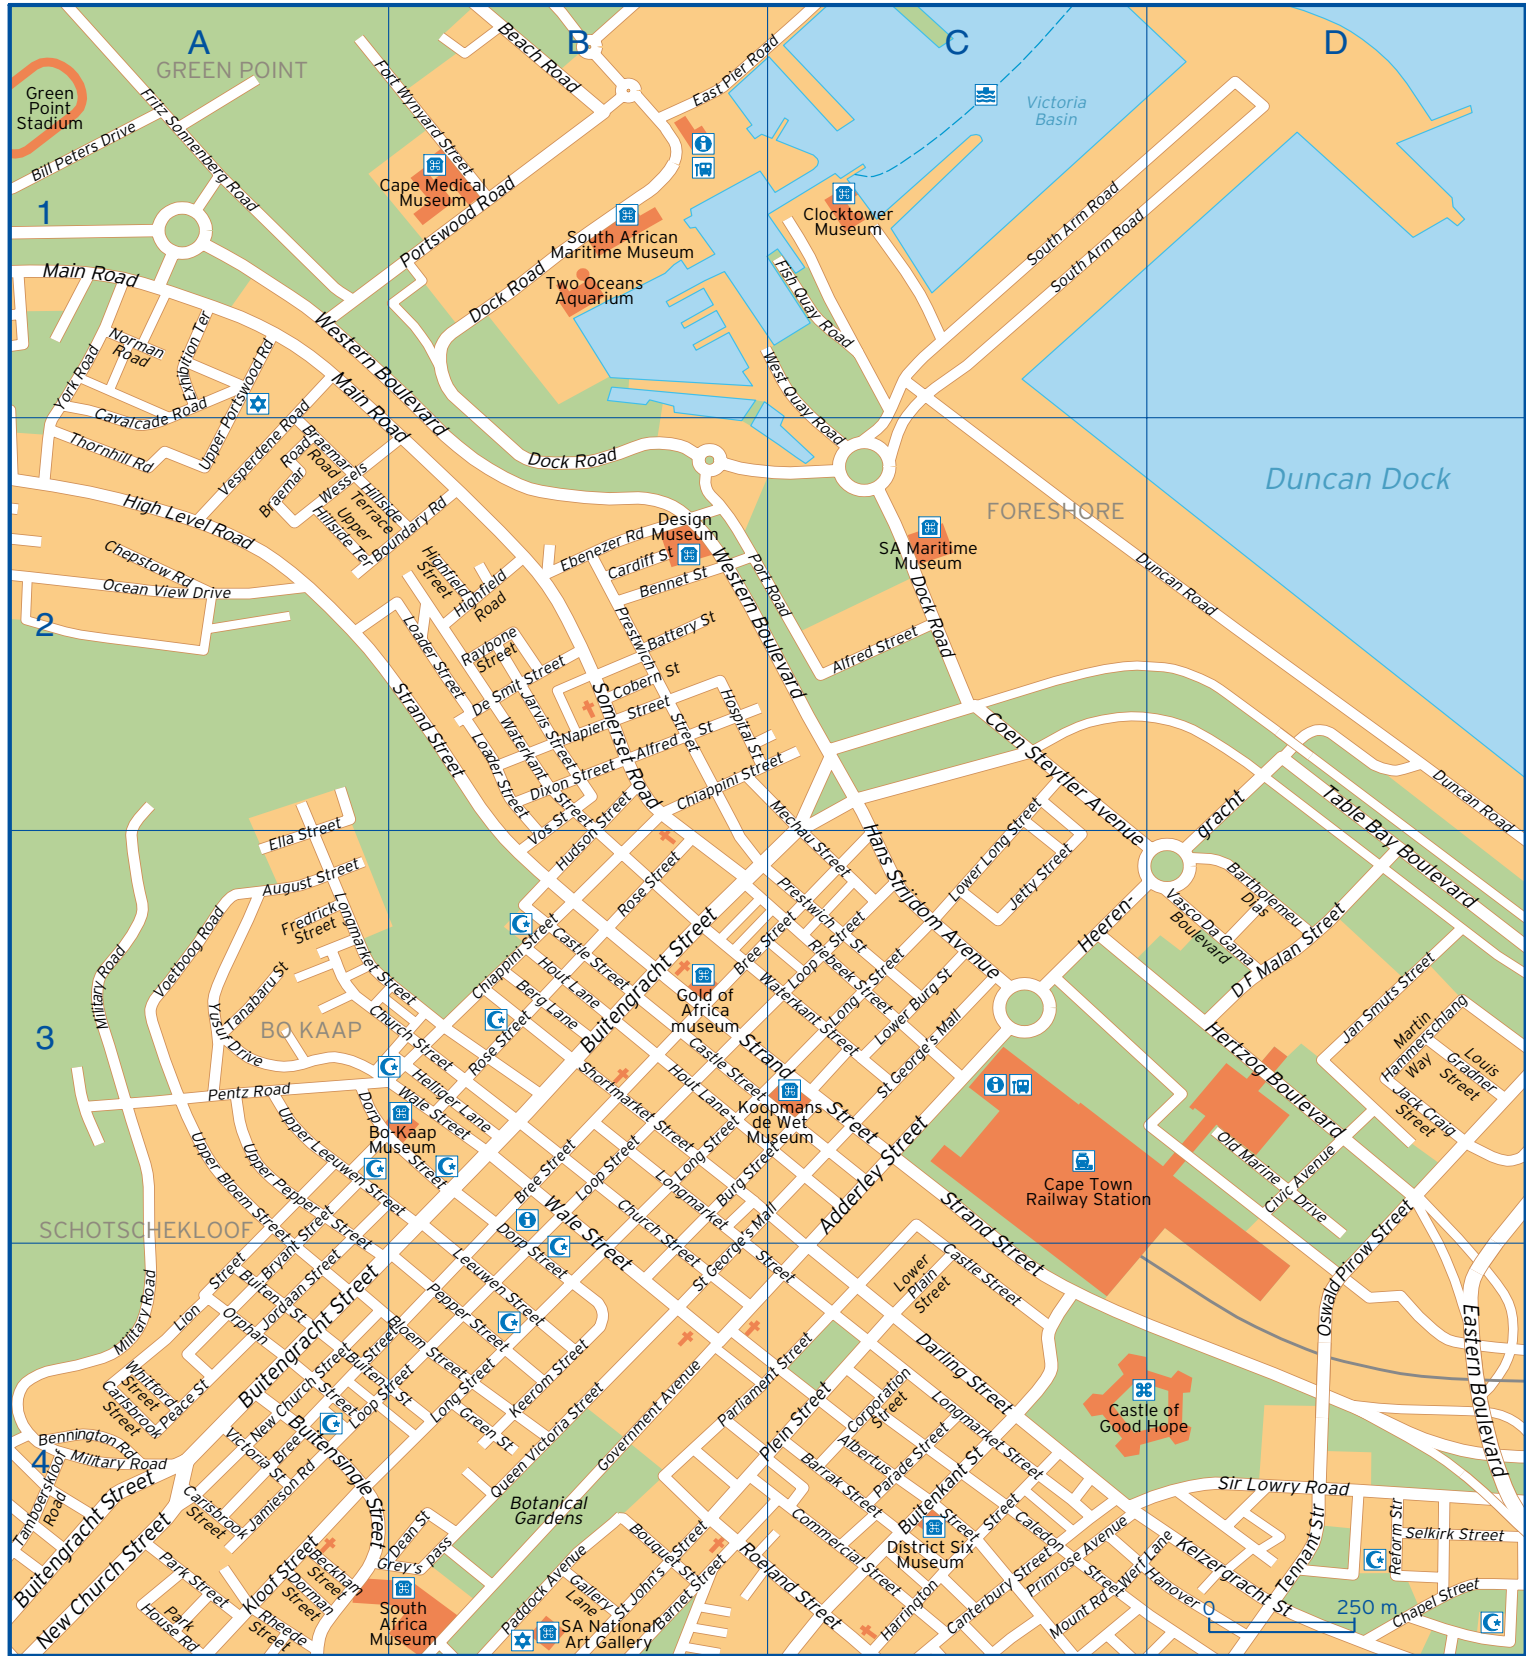 A
B
C
D
GREEN POINT
Green
Point
Stadium
Bill Peters Drive
Fritz Sonnenberg Road
Fort Wynyard Street
Beach Road
East Pier Road
Victoria
Basin
1
Cape Medical
Museum
Portswood Road
South African
Maritime Museum
Two Oceans
Aquarium
Dock Road
Clocktower
Museum
Fish Quay Road
South Arm Road
South Arm Road
Main Road
Western Boulevard
Norman
Road
Exhibition Ter
York Road
Upper Portswood Rd
Cavalcade Road
Main Road
West Quay Road
Thornhill Rd
Vesperdene Road
Braemar
Road
Braemar
Road
Wessels
Hillside
Terrace
Upper
Hillside Ter
Boundary Rd
Dock Road
Duncan Dock
FORESHORE
High Level Road
Chepstow Rd
Ocean View Drive
Design
Museum
Ebenezer Rd
Cardiff St
Bennet St
Western Boulevard
Port Road
SA Maritime
Museum
Dock Road
Duncan Road
2
Highfield
Street
Highfield
Road
Loader Street
Raybone
Street
De Smit Street
Prestwich
Street
Battery St
Cobern St
Alfred Street
Strand Street
Somerset Road
Jarvis Street
Waterkant
Street
Napier Street
Alfred St
Hospital St
Loader Street
Dixon Street
Chiappini Street
Coen Steytler Avenue
Duncan Road
Table Bay Boulevard
Vos St
Hudson Street
Mechau Street
Hans Strijdom Avenue
Lower Long Street
Jetty Street
Heeren-
gracht
Ella Street
August Street
Fredrick
Street
Longmarket Street
Rose Street
Prestwich St
Bartholemeu
Dias
Vasco Da Gama
Boulevard
D F Malan Street
Voetboog Road
Military Road
Tanabaru St
Yusuf Drive
BO KAAP
Chiappini Street
Castle Street
Hout Lane
Berg Lane
Buitengracht Street
Bree Street
Loop Street
Riebeek Street
Long Street
Waterkant Street
Lower Burg St
Gold of
Africa
museum
3
Church Street
Rose Street
Helliger Lane
Wale Street
Pentz Road
Dorp
Street
Bo-Kaap
Museum
Castle Street
Hout Lane
Shortmarket Street
Strand
Street
Koopmans
de Wet
Museum
St George's Mall
Adderley Street
Hertzog Boulevard
Jan Smuts Street
Martin
Hammerschlang
Way
Louis
Gradner
Street
Jack Craig
Street
Old Marine
Drive
Civic Avenue
Cape Town
Railway Station
Upper Leeuwen Street
Upper Pepper Street
Upper Bloem Street
SCHOTSCHEKLOOF
Bree Street
Loop Street
Long Street
Burg Street
Longmarket
Street
Church Street
Wale Street
Dorp Street
St George's Mall
Strand Street
Bryant Street
Jordaan Street
Lion
Street
Buiten
St
Orphan
Street
Military Road
Leeuwen Street
Pepper Street
Bloem Street
Buiten St
Buitengracht Street
Lower
Plain
Street
Castle Street
Oswald Pirow Street
Eastern Boulevard
Whitford
Street
Carisbrook
Street
Peace St
New Church Street
Loop Street
Long Street
Keerom Street
Green St
Queen Victoria Street
Government Avenue
Parliament Street
Plein Street
Darling Street
Corporation
Street
Longmarket Street
Castle of
Good Hope
Bennington Rd
Military Road
4
Tamboerskloof
Road
Victoria St
Bree Street
Buitensingle Street
Jamieson Rd
Carisbrook
Street
Buitengracht Street
New Church Street
Botanical
Gardens
Albertus
Street
Parade Street
Barrak Street
Buitenkant St
Sir Lowry Road
Commercial Street
District Six
Museum
Caledon
Street
Tennant Str
Reform Str
Selkirk Street
Dean St
Grey's pass
Park Street
Park
House Rd
Kloof Street
Beckham
Street
Dorman
Street
Rheede
Street
South
Africa
Museum
Paddock Avenue
Gallery
Lane
Bouquet St
St John's Street
Barnet Street
SA National
Art Gallery
Roeland Street
Harrington
Street
Canterbury Street
Primrose Avenue
Mount Rd
v Werf Lane
Hanover
Keizergracht St
Chapel Street
0
250 m